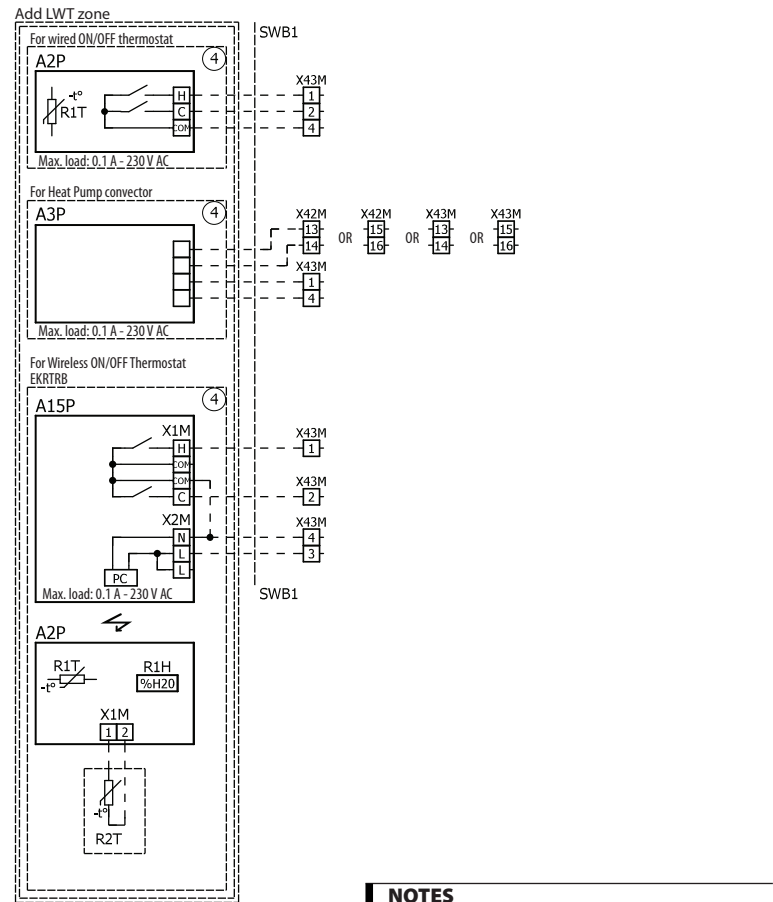 Add LWT zone
SWB1
For wired ON/OFF thermostat
4
A2P
X43M
-t°
R1T
H
1
C
2
COM
4
Max. load: 0.1 A - 230 V AC
For Heat Pump convector
4
A3P
X42M X42M X43M X43M
13 15 13 15
OR OR OR
14 16 14 16
X43M
1
4
Max. load: 0.1 A - 230 V AC
For Wireless ON/OFF Thermostat
EKRTRB
4
A15P
X1M
X43M
H
1
COM
COM
X43M
C
2
X2M
X43M
N
4
L
3
L
PC
Max. load: 0.1 A - 230 V AC
SWB1
A2P
R1T
R1H
-t°
%H20
X1M
1 2
-t°
R2T
NOTES